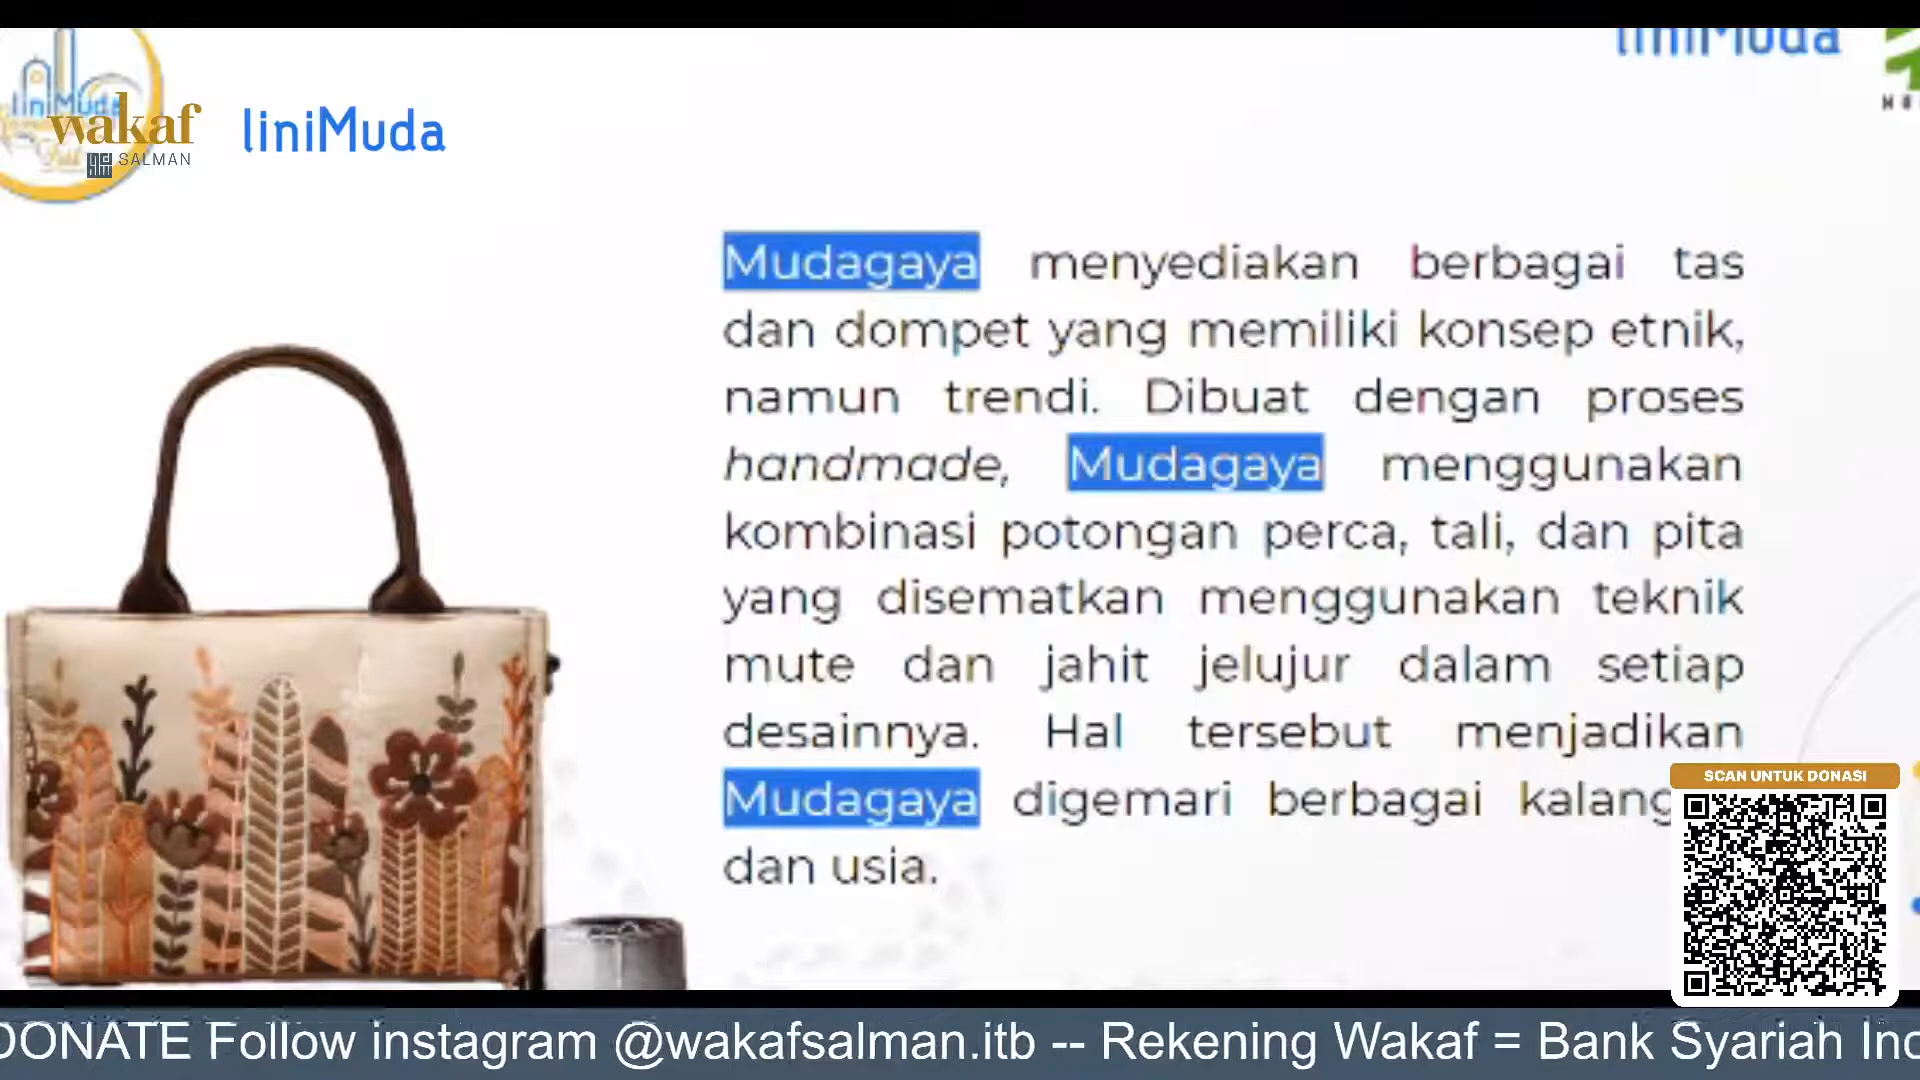 liniMuda
liniMuda
wakaf
SALMAN
liniMuda
Mudagaya menyediakan berbagai tas
dan dompet yang memiliki konsep etnik,
namun trendi. Dibuat dengan proses
handmade, Mudagaya menggunakan
kombinasi potongan perca, tali, dan pita
yang disematkan menggunakan teknik
mute dan jahit jelujur dalam setiap
desainnya. Hal tersebut menjadikan
Mudagaya digemari berbagai kalang
dan usia.
SCAN UNTUK DONASI
DONATE Follow instagram @wakafsalman.itb -- Rekening Wakaf = Bank Syariah Ind